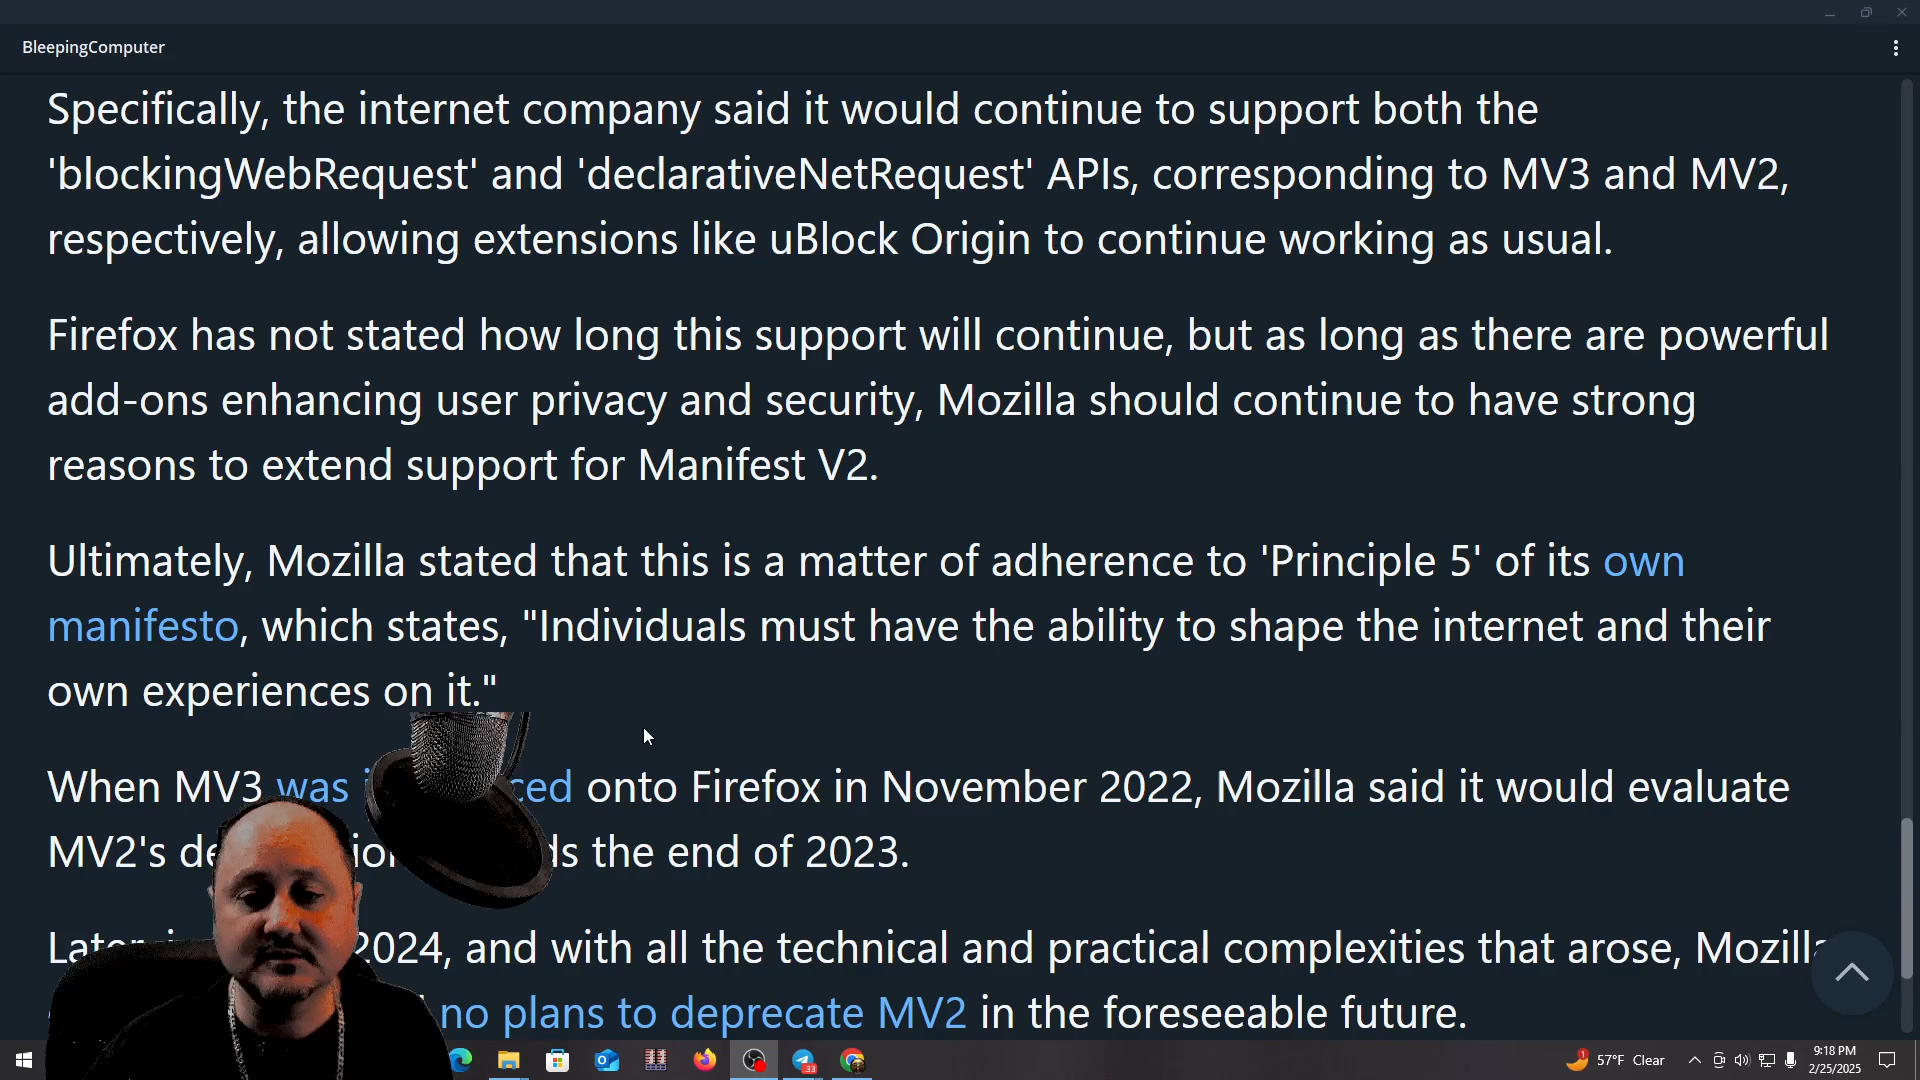 BleepingComputer
Specifically, the internet company said it would continue to support both the
'blockingWebRequest' and 'declarativeNetRequest' APIs, corresponding to MV3 and MV2,
respectively, allowing extensions like uBlock Origin to continue working as usual.
Firefox has not stated how long this support will continue, but as long as there are powerful
add-ons enhancing user privacy and security, Mozilla should continue to have strong
reasons to extend support for Manifest V2.
Ultimately, Mozilla stated that this is a matter of adherence to 'Principle 5' of its own
manifesto, which states, "Individuals must have the ability to shape the internet and their
own experiences on it."
When MV3 was onto Firefox in November 2022, Mozilla said it would evaluate
MV2's the end of 2023.
2024, and with all the technical and practical complexities that arose, Mozilla
no plans to deprecate MV2 in the foreseeable future.
33
1
57°F Clear
9:18 PM
2/25/2025